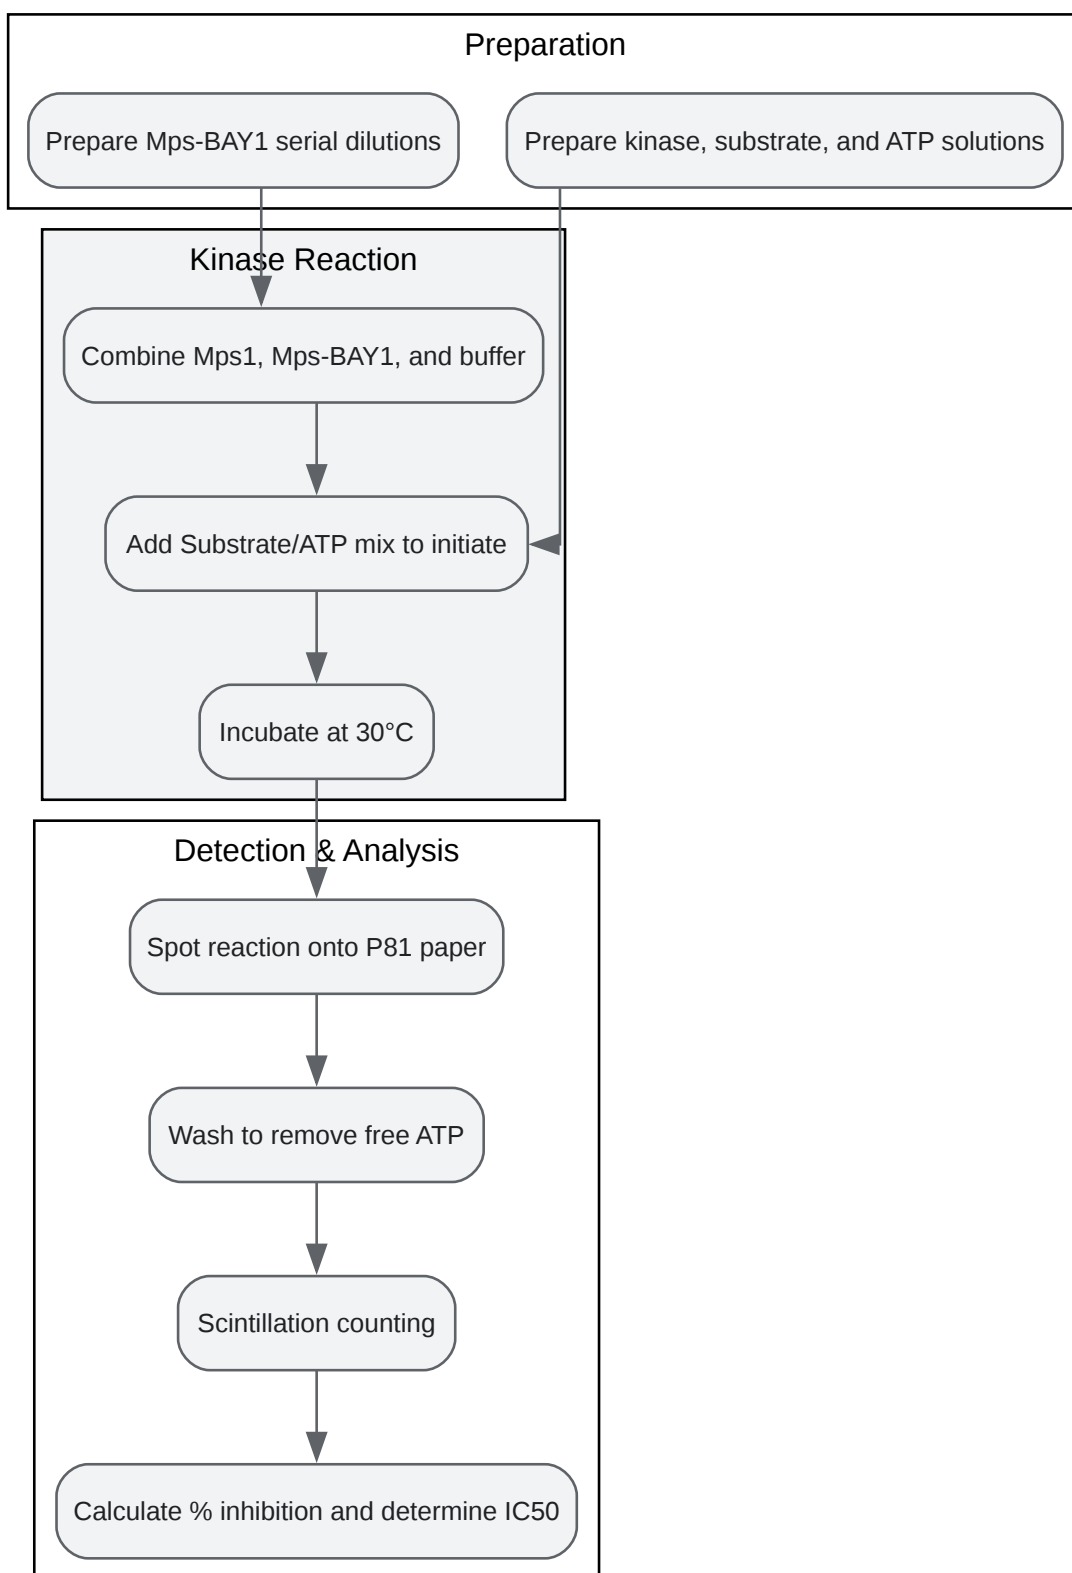 Preparation
Prepare Mps-BAY1 serial dilutions
Prepare kinase, substrate, and ATP solutions
Kinase Reaction
Combine Mps1, Mps-BAY1, and buffer
Add Substrate/ATP mix to initiate
Incubate at 30°C
Detection & Analysis
Spot reaction onto P81 paper
Wash to remove free ATP
Scintillation counting
Calculate % inhibition and determine IC50